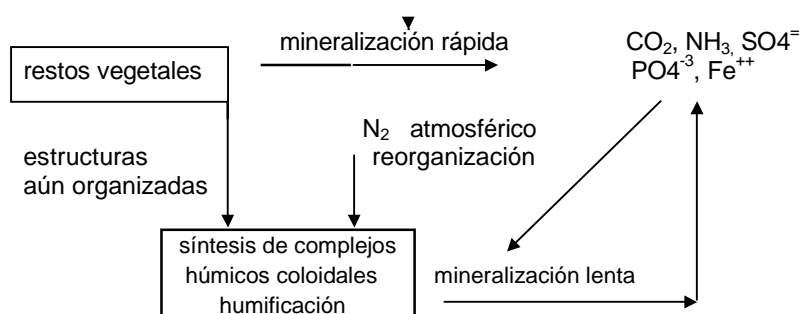 mineralización rápida
CO₂, NH₃, SO4⁼
restos vegetales
PO4⁻³, Fe⁺⁺
N₂ atmosférico
reorganización
estructuras
aún organizadas
síntesis de complejos
húmicos coloidales
humificación
mineralización lenta